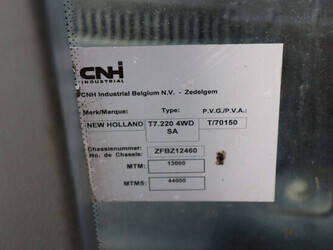 CNH
INDUSTRIAL
CNH Industrial Belgium N.V. - Zedelgem
Merk/Marque: Type: P.V.G./P.V.A.:
NEW HOLLAND T7.220 4WD SA T/70150
Chassisnummer:
No. de Chassis: ZFBZ12460
MTM: 13000
MTMS: 44000